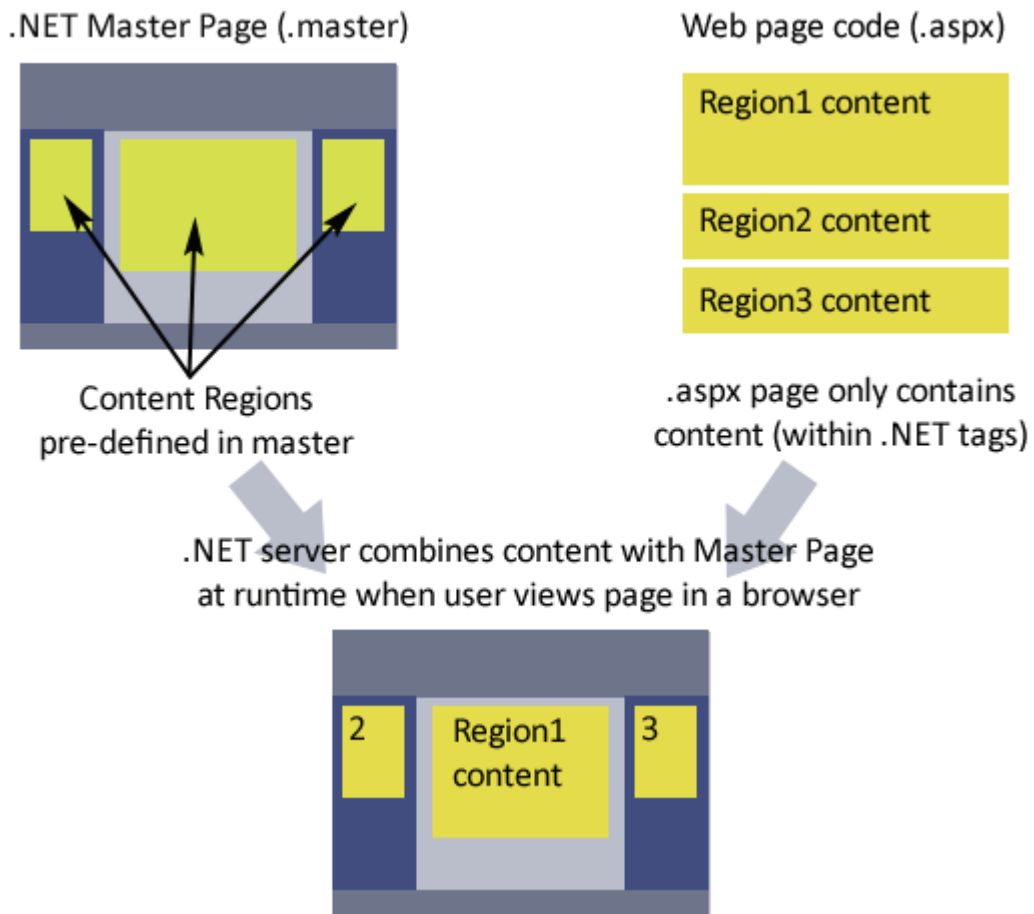 .NET Master Page (.master)
Web page code (.aspx)
Region1 content
Region2 content
Region3 content
Content Regions
pre-defined in master
.aspx page only contains
content (within .NET tags)
.NET server combines content with Master Page
at runtime when user views page in a browser
2
Region1
content
3